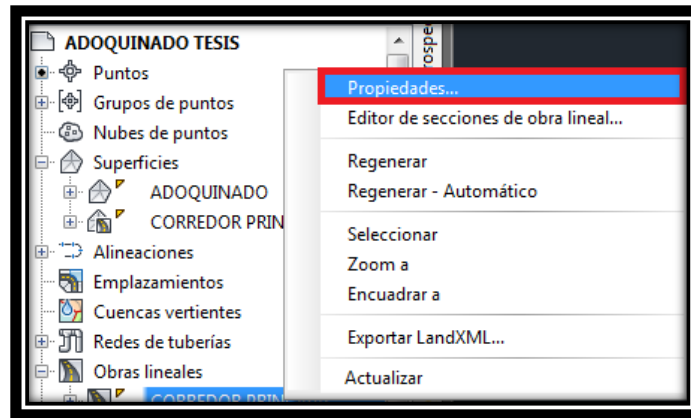 ADOQUINADO TESIS
Puntos
Grupos de puntos
Nubes de puntos
Superficies
ADOQUINADO
CORREDOR PRIN
Alineaciones
Emplazamientos
Cuencas vertientes
Redes de tuberías
Obras lineales
CORREDOR
Propiedades...
Editor de secciones de obra lineal...
Regenerar
Regenerar - Automático
Seleccionar
Zoom a
Encuadrar a
Exportar LandXML...
Actualizar